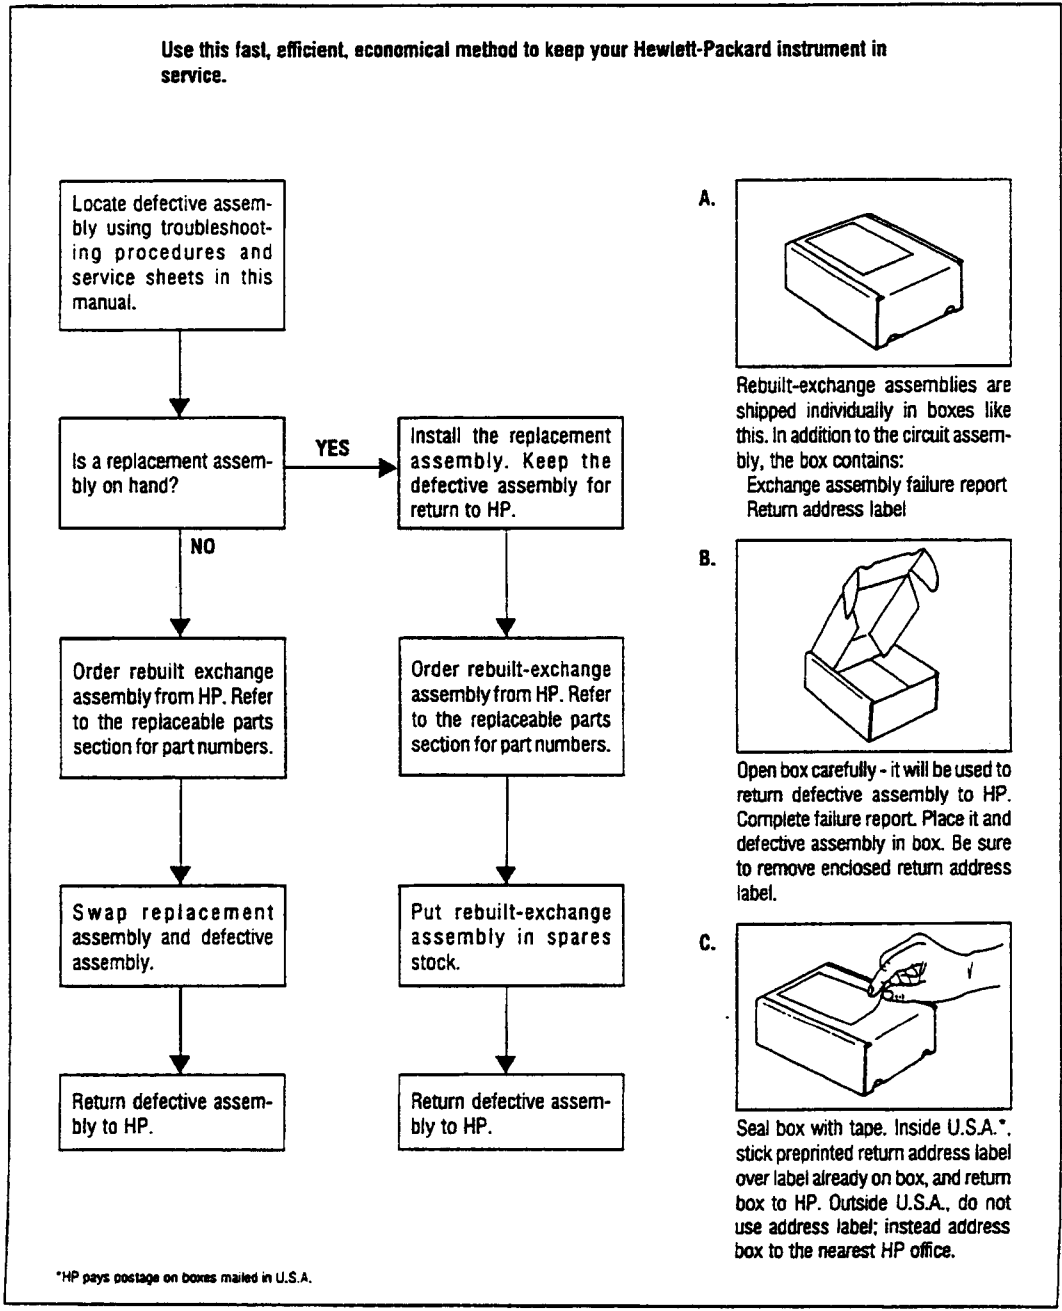 Use this fast, efficient, economical method to keep your Hewlett-Packard instrument in
service.
Locate defective assem-
bly using troubleshoot-
ing procedures and
service sheets in this
manual.
Is a replacement assem-
bly on hand?
YES
Install the replacement
assembly. Keep the
defective assembly for
return to HP.
NO
Order rebuilt exchange
assembly from HP. Refer
to the replaceable parts
section for part numbers.
Order rebuilt-exchange
assembly from HP. Refer
to the replaceable parts
section for part numbers.
Swap replacement
assembly and defective
assembly.
Put rebuilt-exchange
assembly in spares
stock.
Return defective assem-
bly to HP.
Return defective assem-
bly to HP.
A.
Rebuilt-exchange assemblies are
shipped individually in boxes like
this. In addition to the circuit assem-
bly, the box contains:
Exchange assembly failure report
Return address label
B.
Open box carefully - it will be used to
return defective assembly to HP.
Complete failure report. Place it and
defective assembly in box. Be sure
to remove enclosed return address
label.
C.
Seal box with tape. Inside U.S.A.*,
stick preprinted return address label
over label already on box, and return
box to HP. Outside U.S.A., do not
use address label; instead address
box to the nearest HP office.
*HP pays postage on boxes mailed in U.S.A.